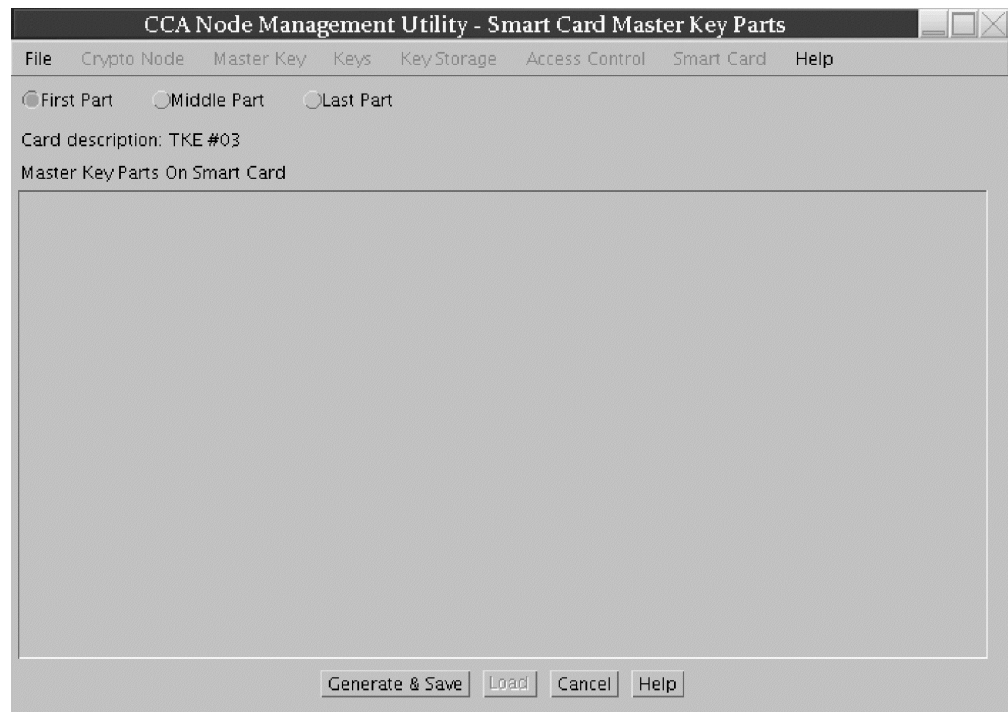 CCA Node Management Utility - Smart Card Master Key Parts
File Crypto Node Master Key Keys Key Storage Access Control Smart Card Help
First Part Middle Part Last Part
Card description: TKE #03
Master Key Parts On Smart Card
Generate & Save Load Cancel Help